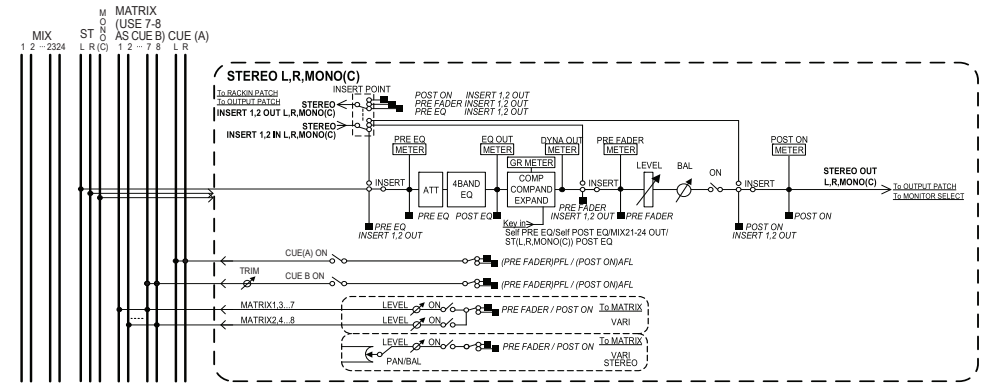 MIX
1 2 ··· 2324
ST
L R
MONO
(C)
MATRIX
(USE 7-8
AS CUE B)
1 2 ··· 7 8
CUE (A)
L R
STEREO L,R,MONO(C)
To RACKIN PATCH
To OUTPUT PATCH
STEREO
INSERT 1,2 OUT L,R,MONO(C)
STEREO
INSERT 1,2 IN L,R,MONO(C)
INSERT POINT
POST ON INSERT 1,2 OUT
PRE FADER INSERT 1,2 OUT
PRE EQ INSERT 1,2 OUT
PRE EQ
METER
EQ OUT
METER
DYNA OUT
METER
GR METER
PRE FADER
METER
POST ON
METER
INSERT
ATT
4BAND
EQ
COMP
COMPAND
EXPAND
INSERT
LEVEL
BAL
ON
INSERT
STEREO OUT
L,R,MONO(C)
To OUTPUT PATCH
To MONITOR SELECT
PRE EQ
INSERT 1,2 OUT
PRE EQ
POST EQ
Key in
Self PRE EQ/Self POST EQ/MIX21-24 OUT/
ST(L,R,MONO(C)) POST EQ
PRE FADER
INSERT 1,2 OUT
PRE FADER
POST ON
INSERT 1,2 OUT
POST ON
CUE(A) ON
(PRE FADER)PFL / (POST ON)AFL
TRIM
CUE B ON
(PRE FADER)PFL / (POST ON)AFL
MATRIX1,3...7
LEVEL
ON
PRE FADER / POST ON
To MATRIX
VARI
MATRIX2,4...8
LEVEL
ON
LEVEL
ON
PAN/BAL
PRE FADER / POST ON
To MATRIX
VARI
STEREO